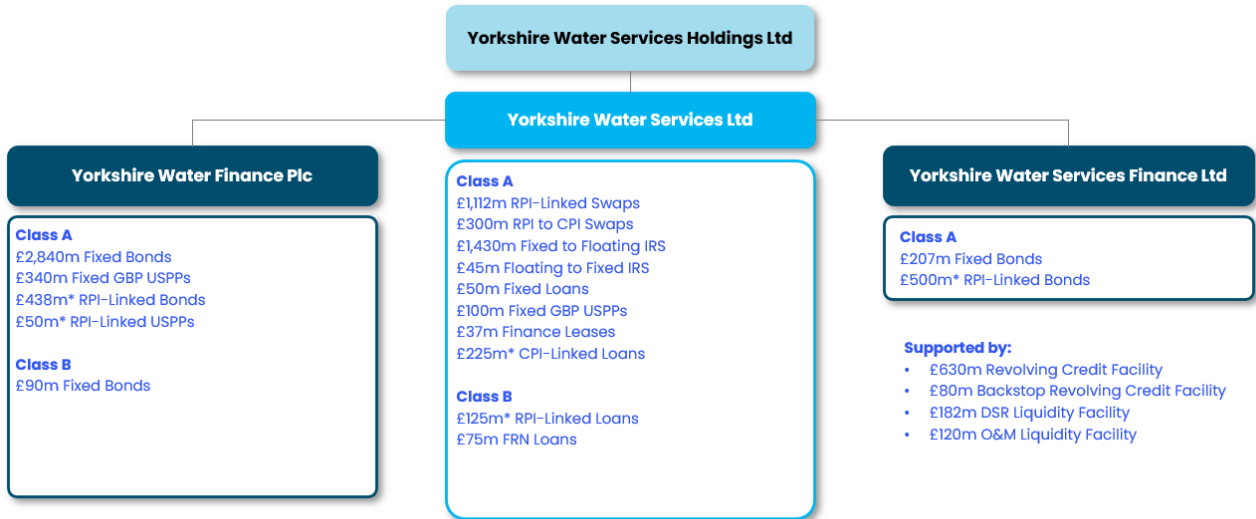 Yorkshire Water Services Holdings Ltd
Yorkshire Water Services Ltd
Yorkshire Water Finance Plc
Class A
£2,840m Fixed Bonds
£340m Fixed GBP USPPs
£438m* RPI-Linked Bonds
£50m* RPI-Linked USPPs
Class B
£90m Fixed Bonds
Class A
£1,112m RPI-Linked Swaps
£300m RPI to CPI Swaps
£1,430m Fixed to Floating IRS
£45m Floating to Fixed IRS
£50m Fixed Loans
£100m Fixed GBP USPPs
£37m Finance Leases
£225m* CPI-Linked Loans
Class B
£125m* RPI-Linked Loans
£75m FRN Loans
Yorkshire Water Services Finance Ltd
Class A
£207m Fixed Bonds
£500m* RPI-Linked Bonds
Supported by:
• £630m Revolving Credit Facility
• £80m Backstop Revolving Credit Facility
• £182m DSR Liquidity Facility
• £120m O&M Liquidity Facility